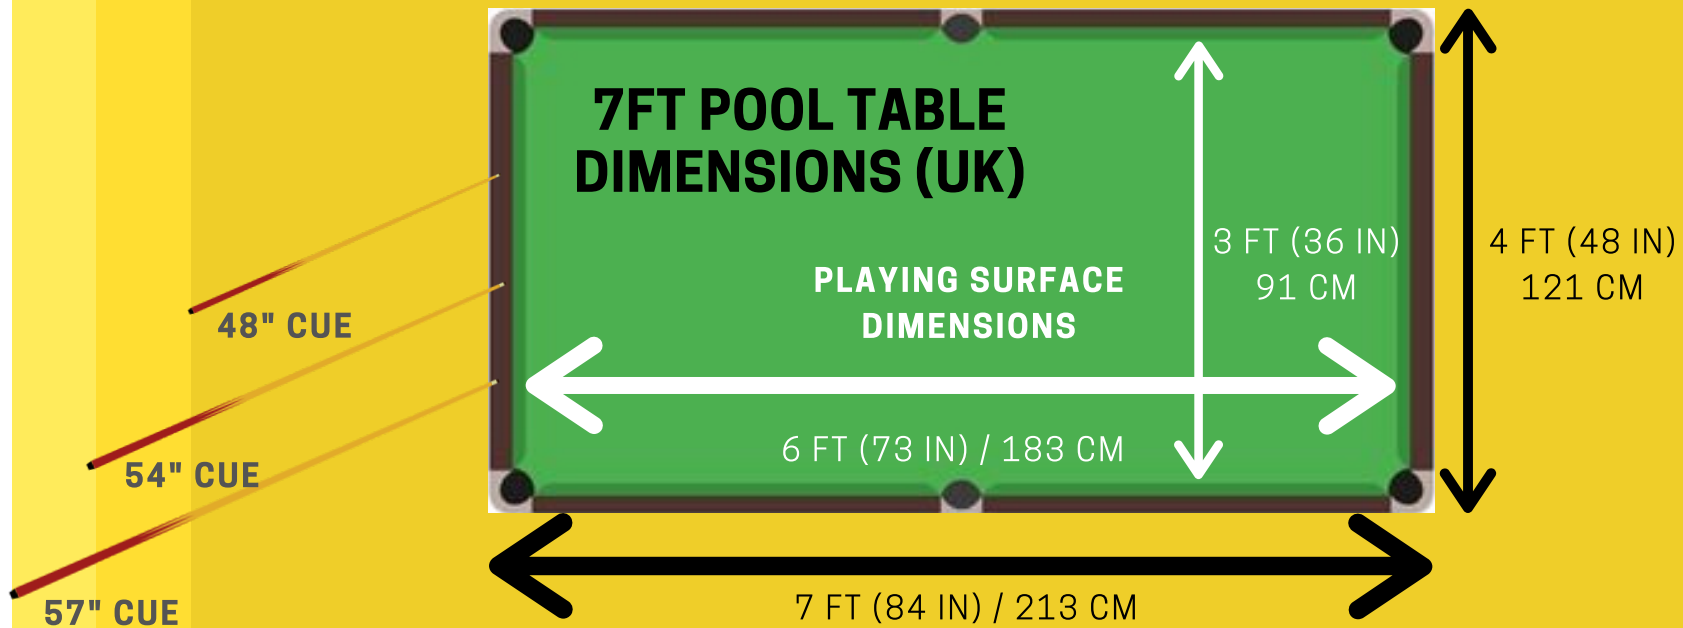 7FT POOL TABLE
DIMENSIONS (UK)
3 FT (36 IN)
91 CM
4 FT (48 IN)
121 CM
PLAYING SURFACE
DIMENSIONS
48" CUE
6 FT (73 IN) / 183 CM
54" CUE
7 FT (84 IN) / 213 CM
57" CUE